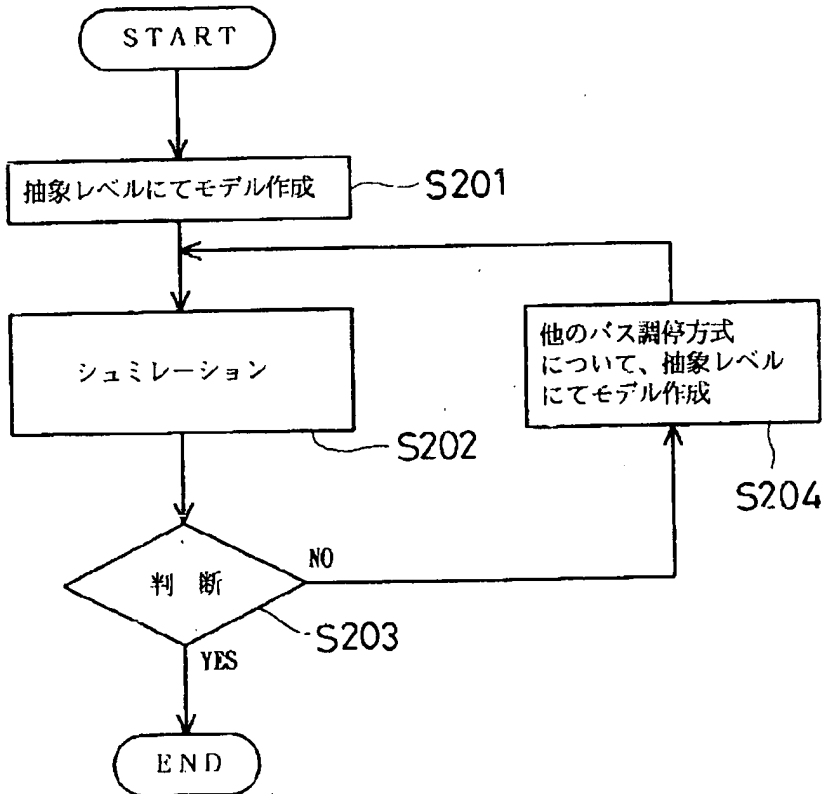 START
抽象レベルにてモデル作成
S201
シュミレーション
S202
他のバス調停方式
について、抽象レベル
にてモデル作成
S204
判 断
NO
S203
YES
END